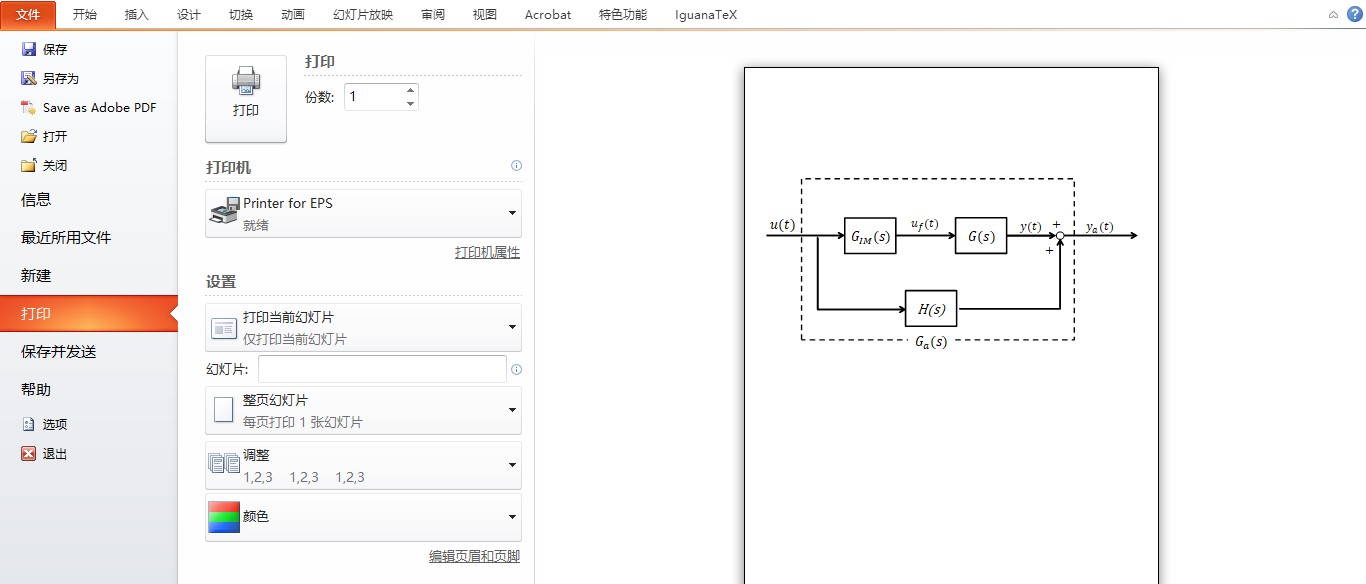 文件 开始 插入 设计 切换 动画 幻灯片放映 审阅 视图 Acrobat 特色功能 IguanaTeX
保存
另存为
Save as Adobe PDF
打开
关闭
信息
最近所用文件
新建
打印
保存并发送
帮助
选项
退出
打印
打印
份数: 1
打印机
Printer for EPS
就绪
打印机属性
设置
打印当前幻灯片
仅打印当前幻灯片
幻灯片:
整页幻灯片
每页打印 1 张幻灯片
调整
1,2,3 1,2,3 1,2,3
颜色
编辑页眉和页脚
u(t) G_IM(s) u_f(t) G(s) y(t) + y_a(t)
+
H(s)
G_a(s)